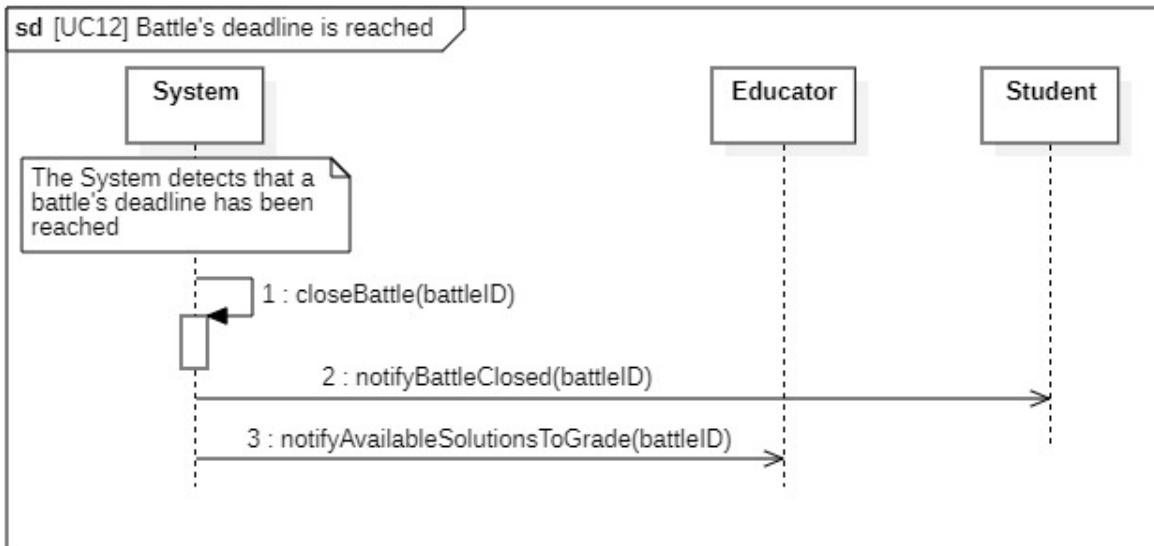 sd [UC12] Battle's deadline is reached
System
Educator
Student
The System detects that a
battle's deadline has been
reached
1 : closeBattle(battleID)
2 : notifyBattleClosed(battleID)
3 : notifyAvailableSolutionsToGrade(battleID)